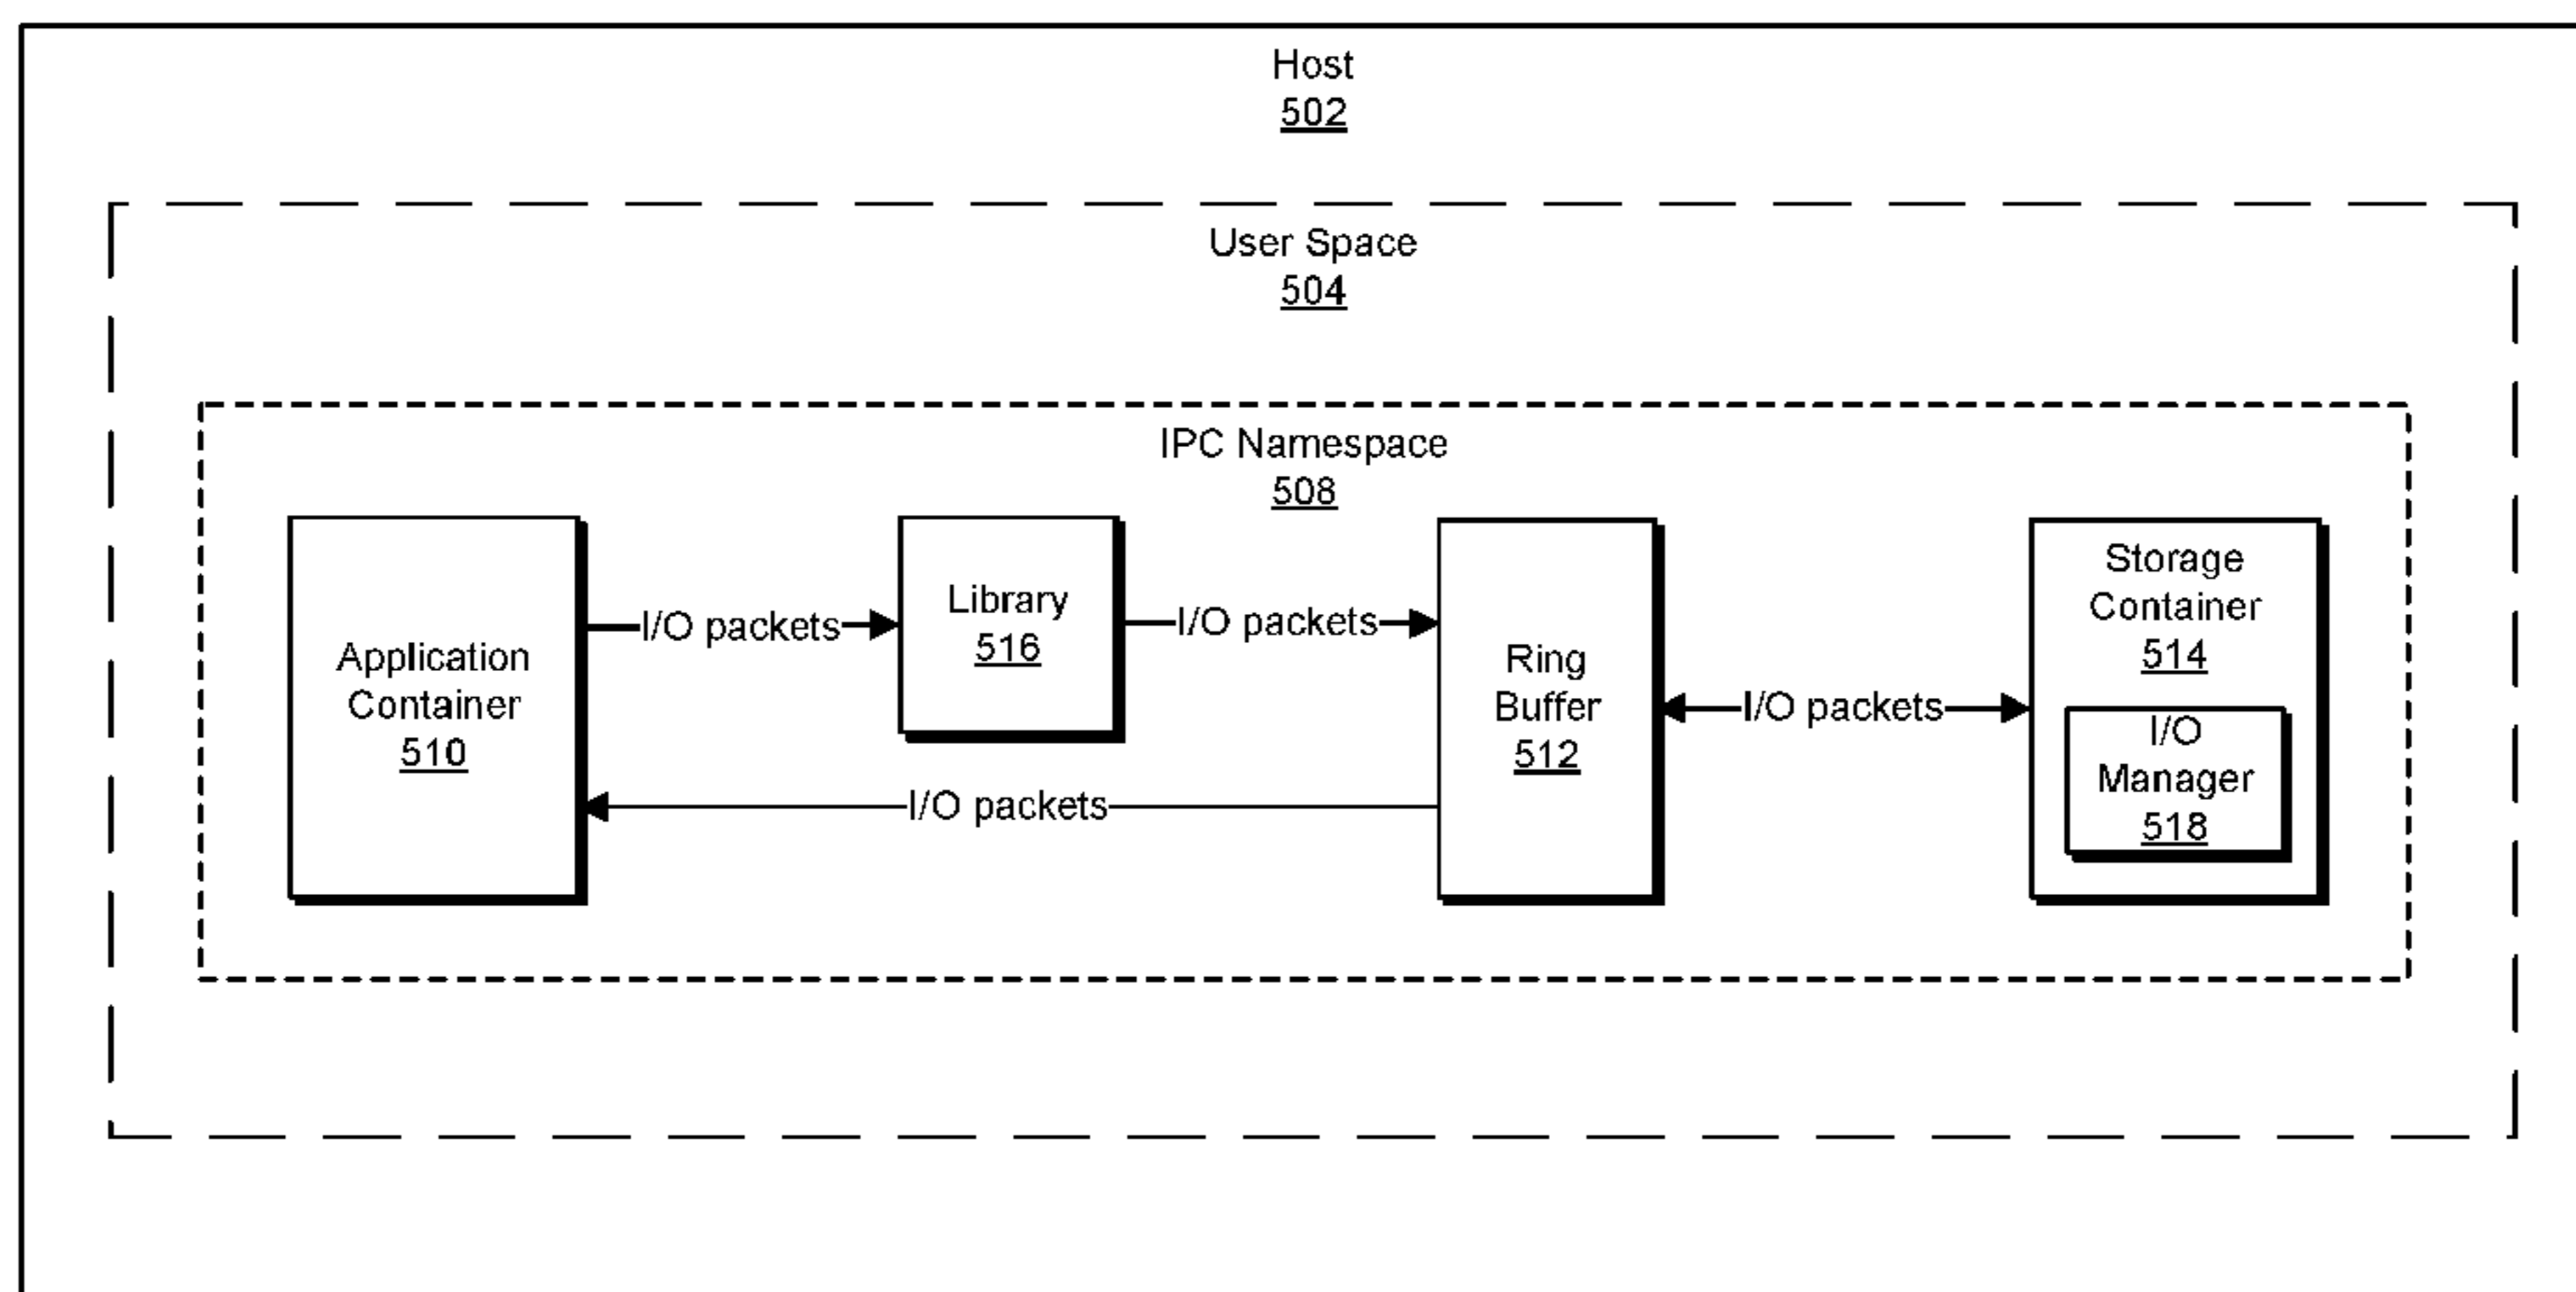 Host
502
User Space
504
IPC Namespace
508
Application
Container
510
I/O packets
Library
516
I/O packets
I/O packets
Ring
Buffer
512
I/O packets
Storage
Container
514
I/O
Manager
518